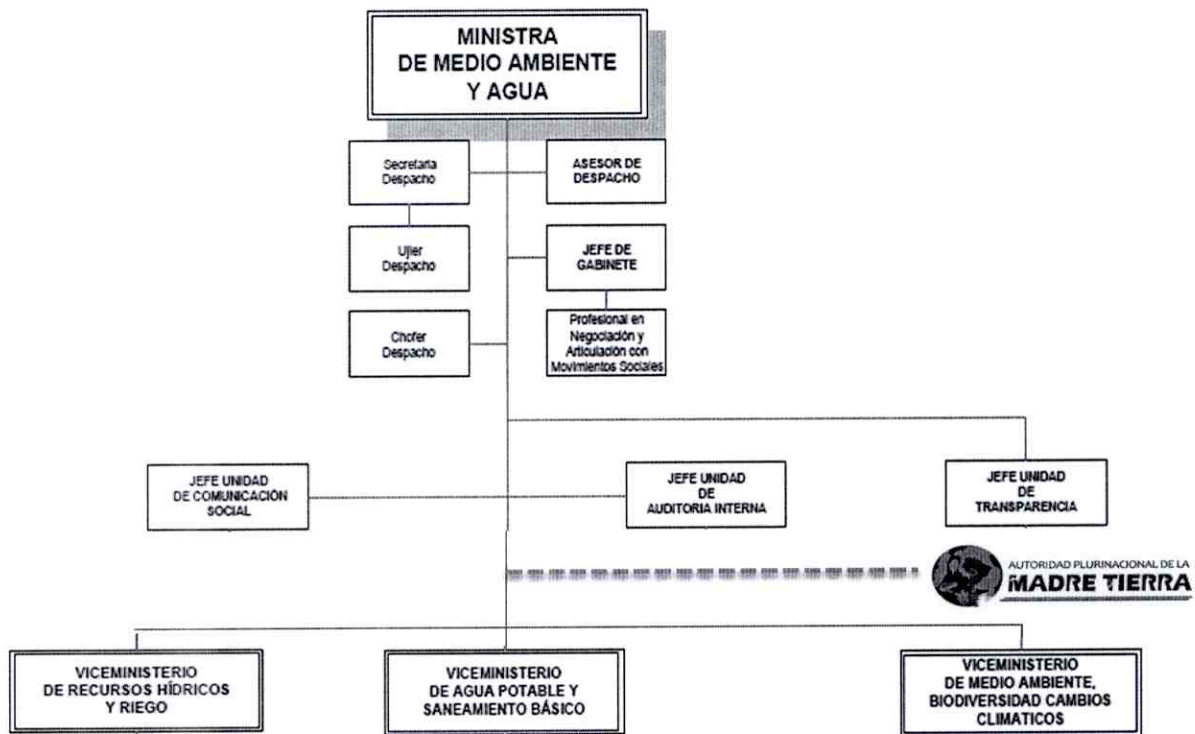 MINISTRA
DE MEDIO AMBIENTE
Y AGUA
Secretaria
Despacho
ASESOR DE
DESPACHO
Ujier
Despacho
JEFE DE
GABINETE
Chofer
Despacho
Profesional en
Negociación y
Articulación con
Movimientos Sociales
JEFE UNIDAD
DE COMUNICACIÓN
SOCIAL
JEFE UNIDAD
DE
AUDITORIA INTERNA
JEFE UNIDAD
DE
TRANSPARENCIA
AUTORIDAD PLURINACIONAL DE LA
MADRE TIERRA
VICEMINISTERIO
DE RECURSOS HÍDRICOS
Y RIEGO
VICEMINISTERIO
DE AGUA POTABLE Y
SANEAMIENTO BÁSICO
VICEMINISTERIO
DE MEDIO AMBIENTE,
BIODIVERSIDAD CAMBIOS
CLIMATICOS